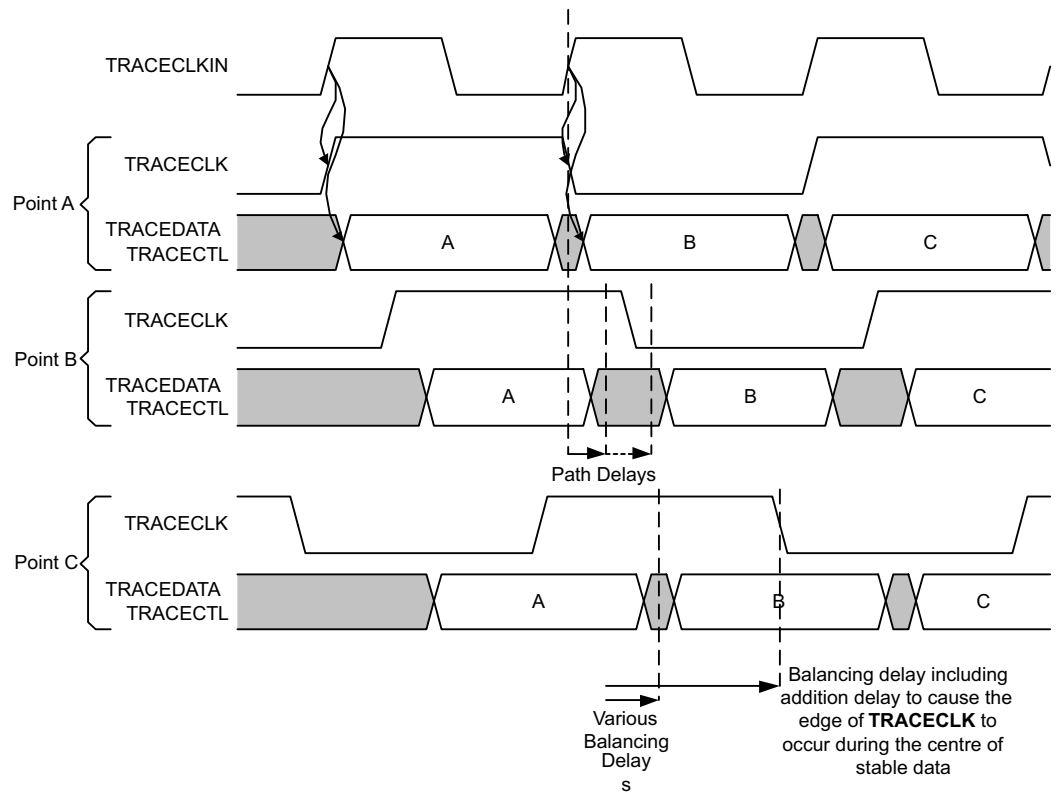 TRACECLKIN
TRACECLK
Point A
TRACEDATA
TRACECTL
A
B
C
TRACECLK
Point B
TRACEDATA
TRACECTL
A
B
C
Path Delays
TRACECLK
Point C
TRACEDATA
TRACECTL
A
B
C
Various
Balancing
Delay
s
Balancing delay including
addition delay to cause the
edge of TRACECLK to
occur during the centre of
stable data